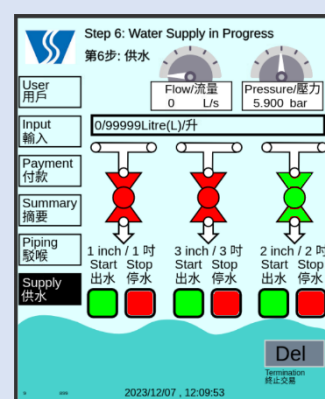 Step 6: Water Supply in Progress
第6步: 供水
Flow/流量
0 L/s
Pressure/壓力
5.900 bar
User
用戶
Input
輸入
Payment
付款
Summary
摘要
Piping
駁喉
Supply
供水
0/99999Litre(L)/升
1 inch / 1 吋
Start Stop
出水 停水
3 inch / 3 吋
Start Stop
出水 停水
2 inch / 2 吋
Start Stop
出水 停水
Del
Termination
終止交易
2023/12/07 , 12:09:53